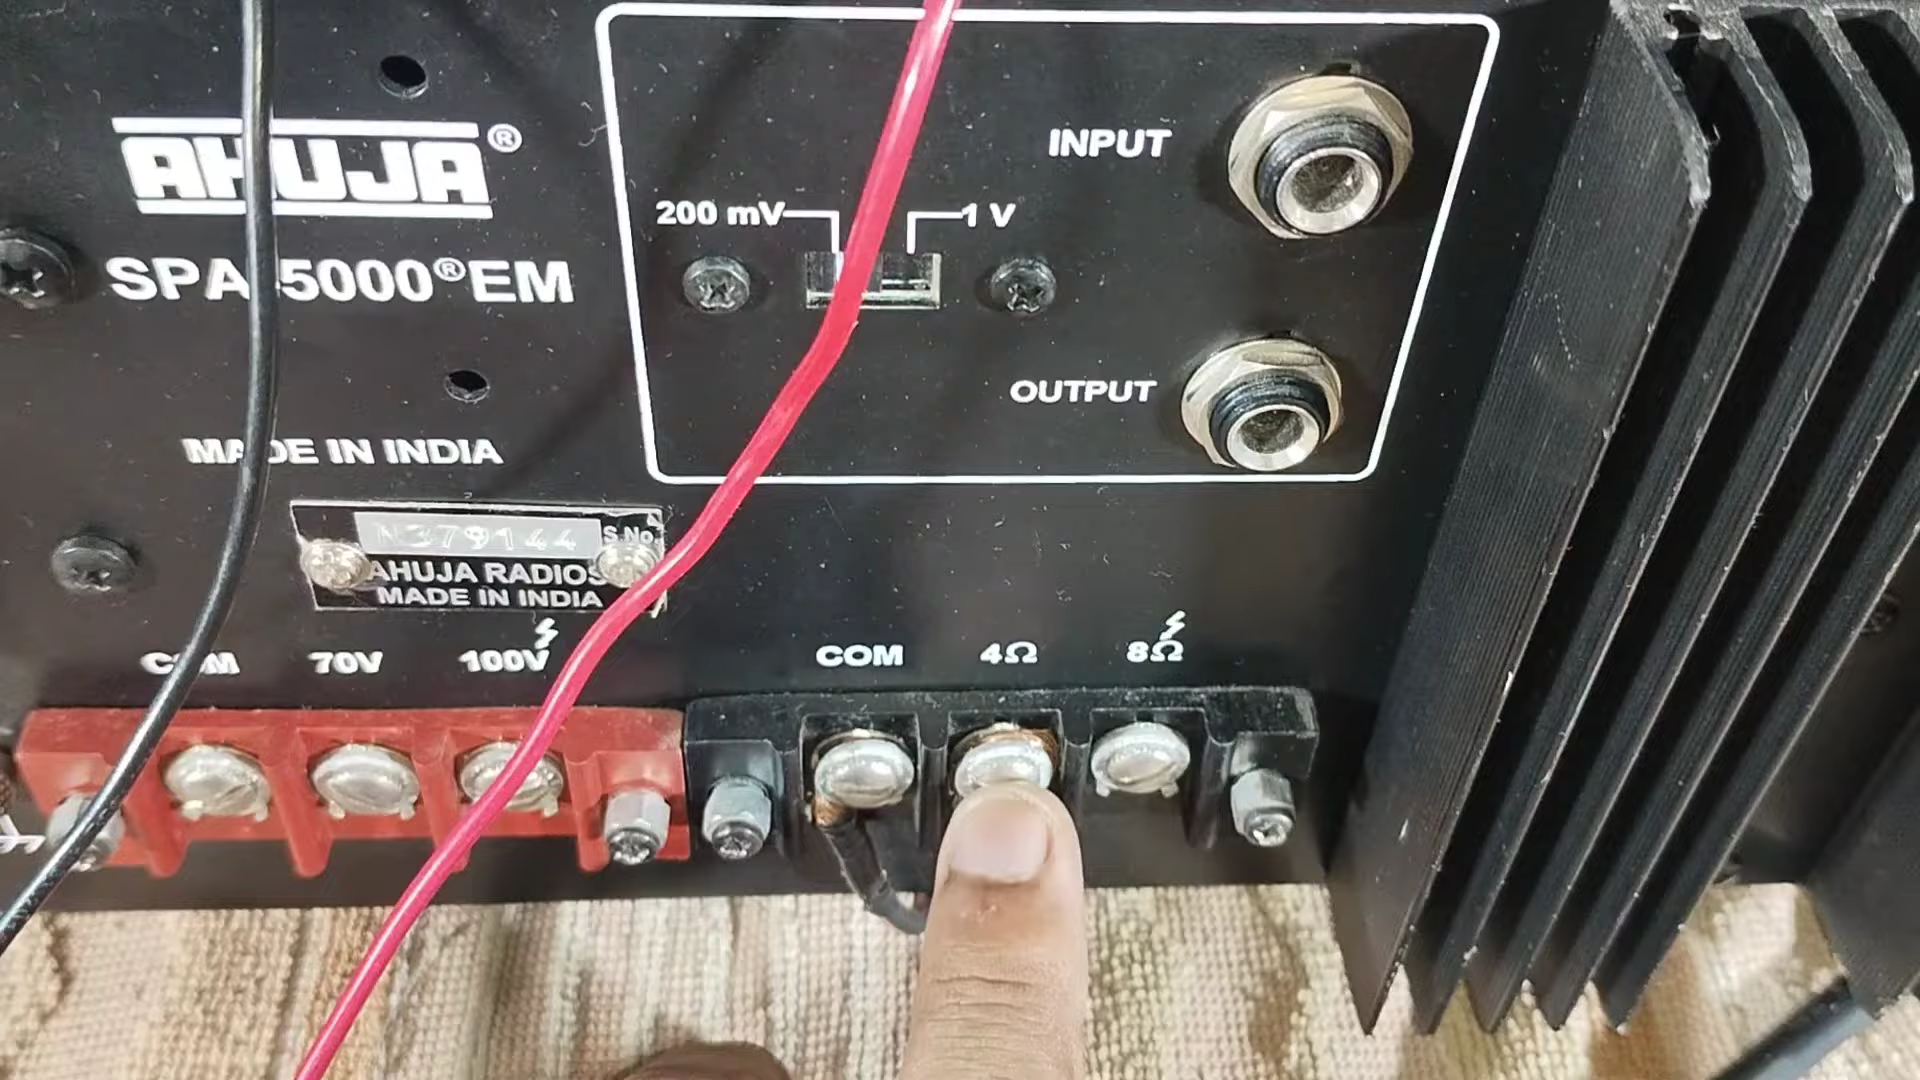 AHUJA®
SPA-5000®EM
MADE IN INDIA
INPUT
200 mV
1 V
OUTPUT
N379144 S.No.
AHUJA RADIOS
MADE IN INDIA
COM 70V 100V
COM 4Ω 8Ω